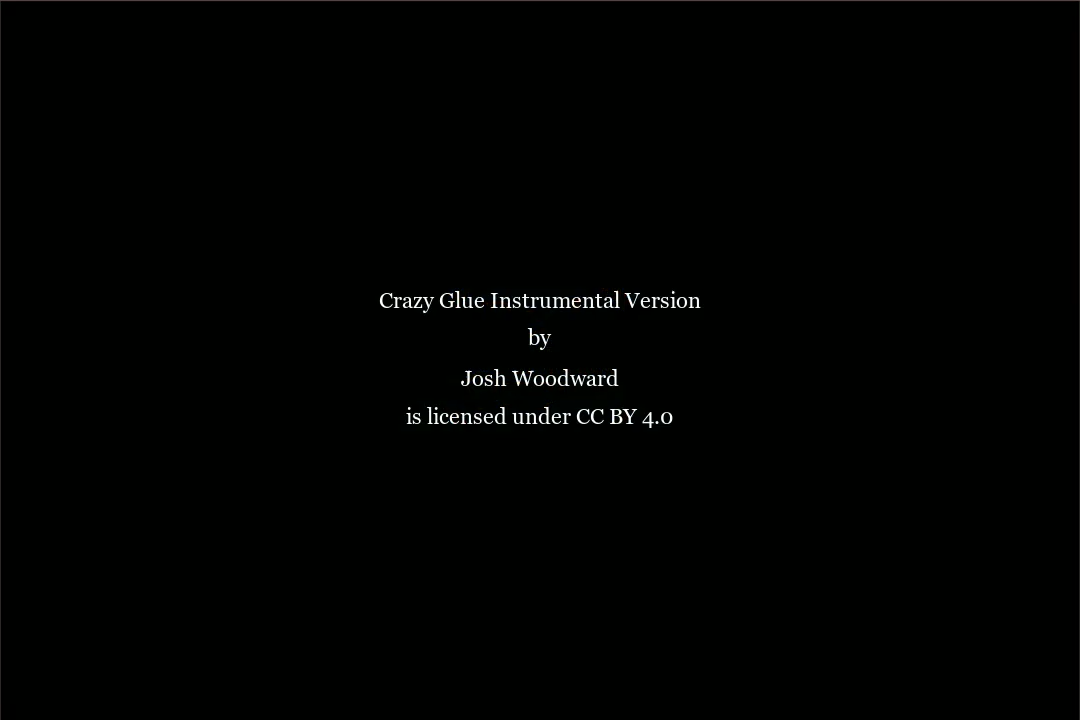 Crazy Glue Instrumental Version
by
Josh Woodward
is licensed under CC BY 4.0